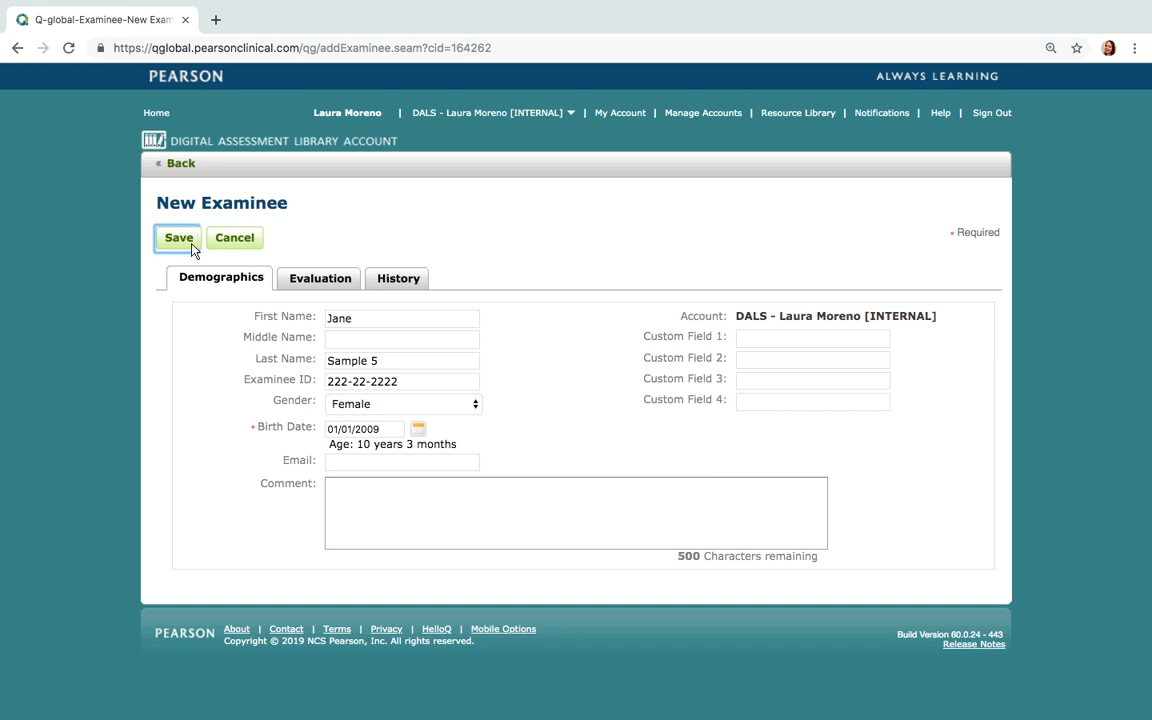 Q-global-Examinee-New Exam
https://qglobal.pearsonclinical.com/qg/addExaminee.seam?cid=164262
PEARSON
ALWAYS LEARNING
Home
Laura Moreno | DALS - Laura Moreno [INTERNAL] | My Account | Manage Accounts | Resource Library | Notifications | Help | Sign Out
DIGITAL ASSESSMENT LIBRARY ACCOUNT
« Back
New Examinee
Save Cancel
• Required
Demographics Evaluation History
First Name: Jane
Middle Name:
Last Name: Sample 5
Examinee ID: 222-22-2222
Gender: Female
• Birth Date: 01/01/2009
Age: 10 years 3 months
Email:
Comment:
500 Characters remaining
Account: DALS - Laura Moreno [INTERNAL]
Custom Field 1:
Custom Field 2:
Custom Field 3:
Custom Field 4:
PEARSON
About | Contact | Terms | Privacy | HelloQ | Mobile Options
Copyright © 2019 NCS Pearson, Inc. All rights reserved.
Build Version 60.0.24 - 443
Release Notes